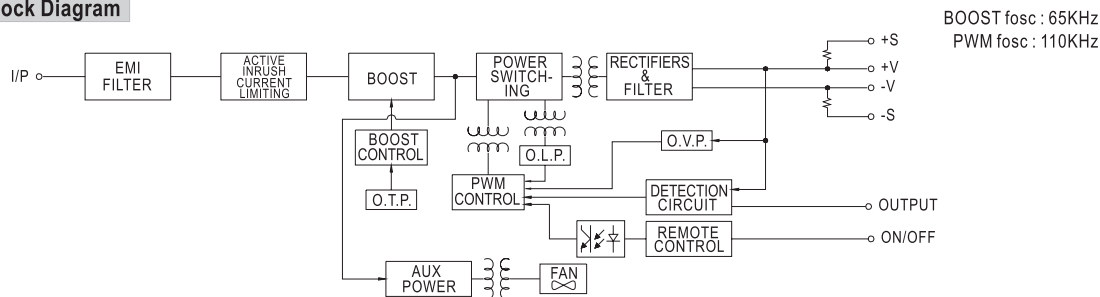 ock Diagram
BOOST fosc : 65KHz
PWM fosc : 110KHz
I/P
EMI
FILTER
ACTIVE
INRUSH
CURRENT
LIMITING
BOOST
POWER
SWITCH-
ING
RECTIFIERS
&
FILTER
+S
+V
-V
-S
BOOST
CONTROL
O.L.P.
O.V.P.
O.T.P.
PWM
CONTROL
DETECTION
CIRCUIT
OUTPUT
REMOTE
CONTROL
ON/OFF
AUX
POWER
FAN